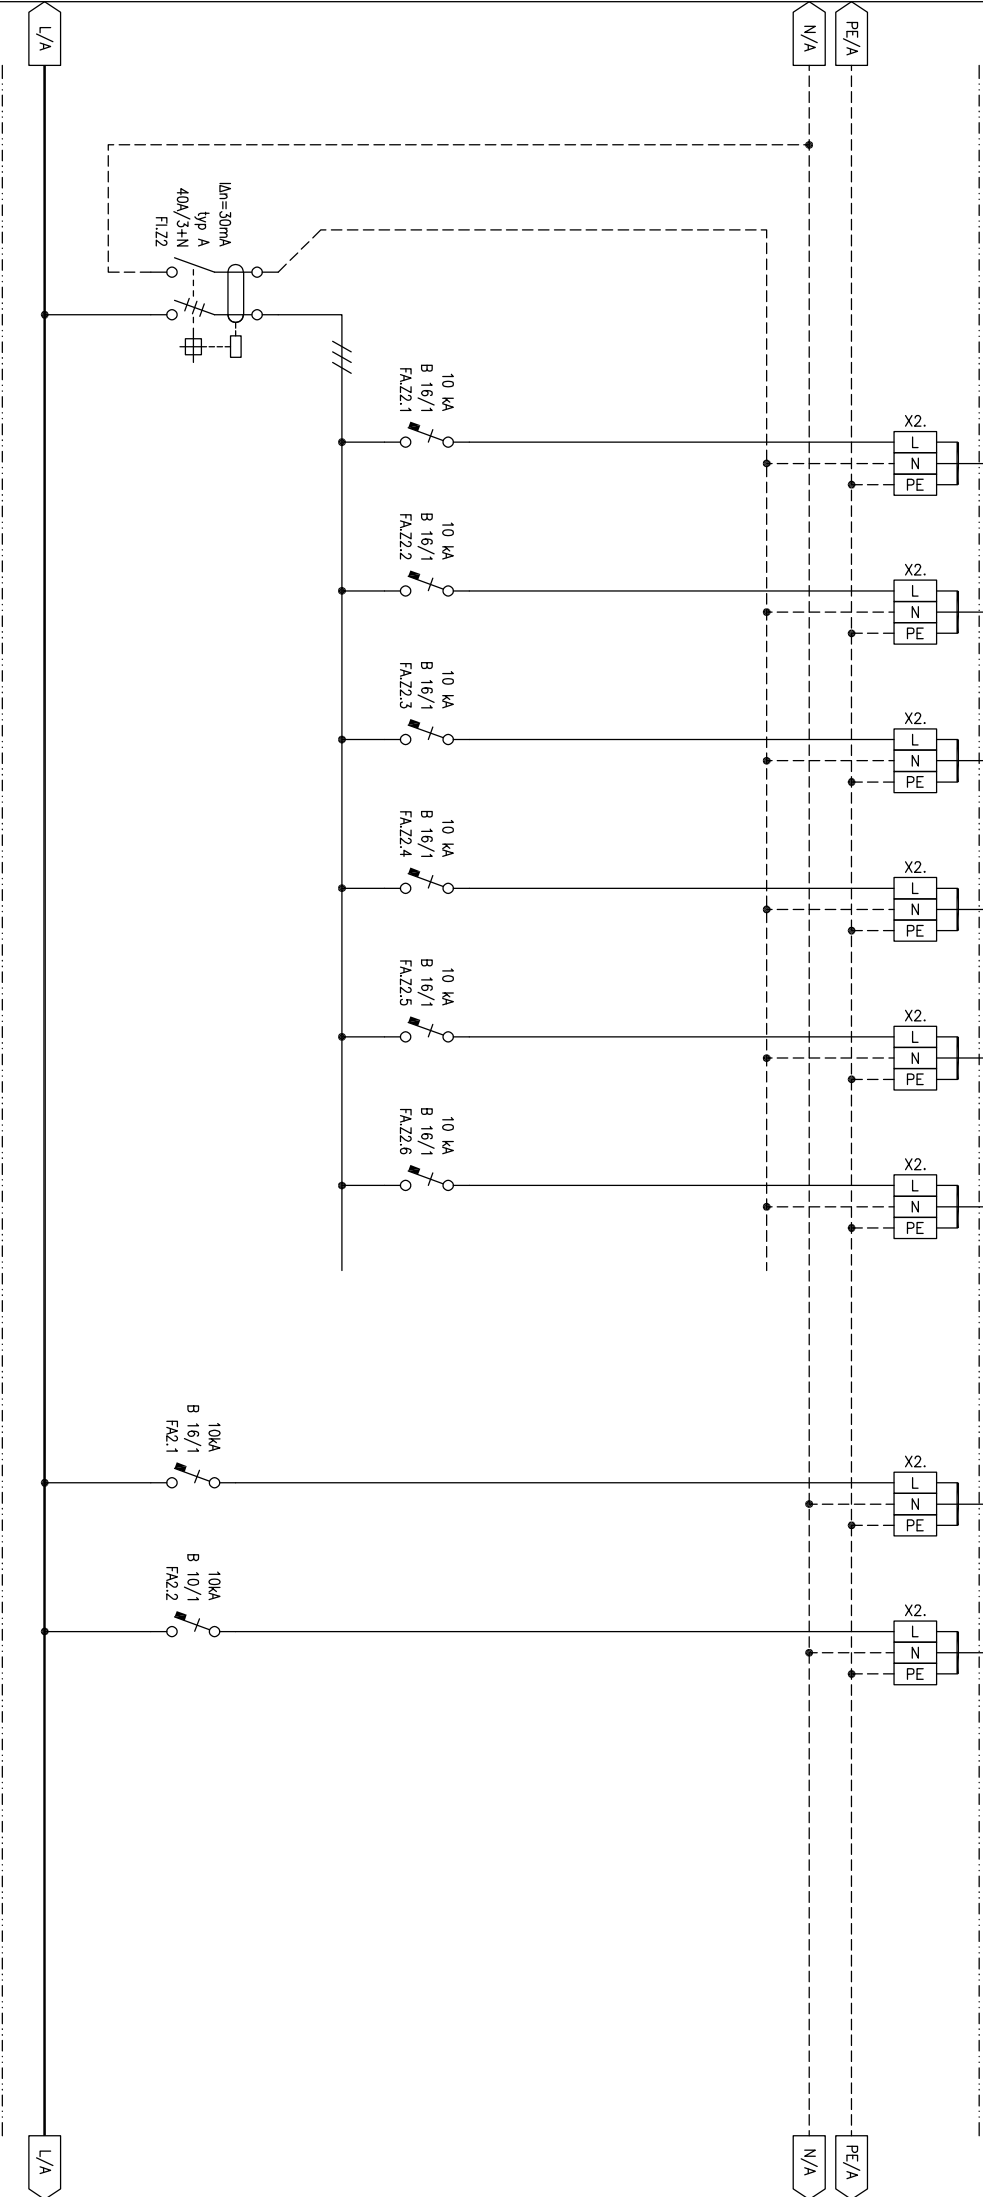 L/A
N/A
PE/A
IΔn=30mA
typ A
40A/3+N
FI.Z2
10 kA
B 16/1
FA.Z2.1
X2.
L
N
PE
10 kA
B 16/1
FA.Z2.2
X2.
L
N
PE
10 kA
B 16/1
FA.Z2.3
X2.
L
N
PE
10 kA
B 16/1
FA.Z2.4
X2.
L
N
PE
10 kA
B 16/1
FA.Z2.5
X2.
L
N
PE
10 kA
B 16/1
FA.Z2.6
X2.
L
N
PE
10kA
B 16/1
FA2.1
X2.
L
N
PE
10kA
B 10/1
FA2.2
X2.
L
N
PE
L/A
N/A
PE/A